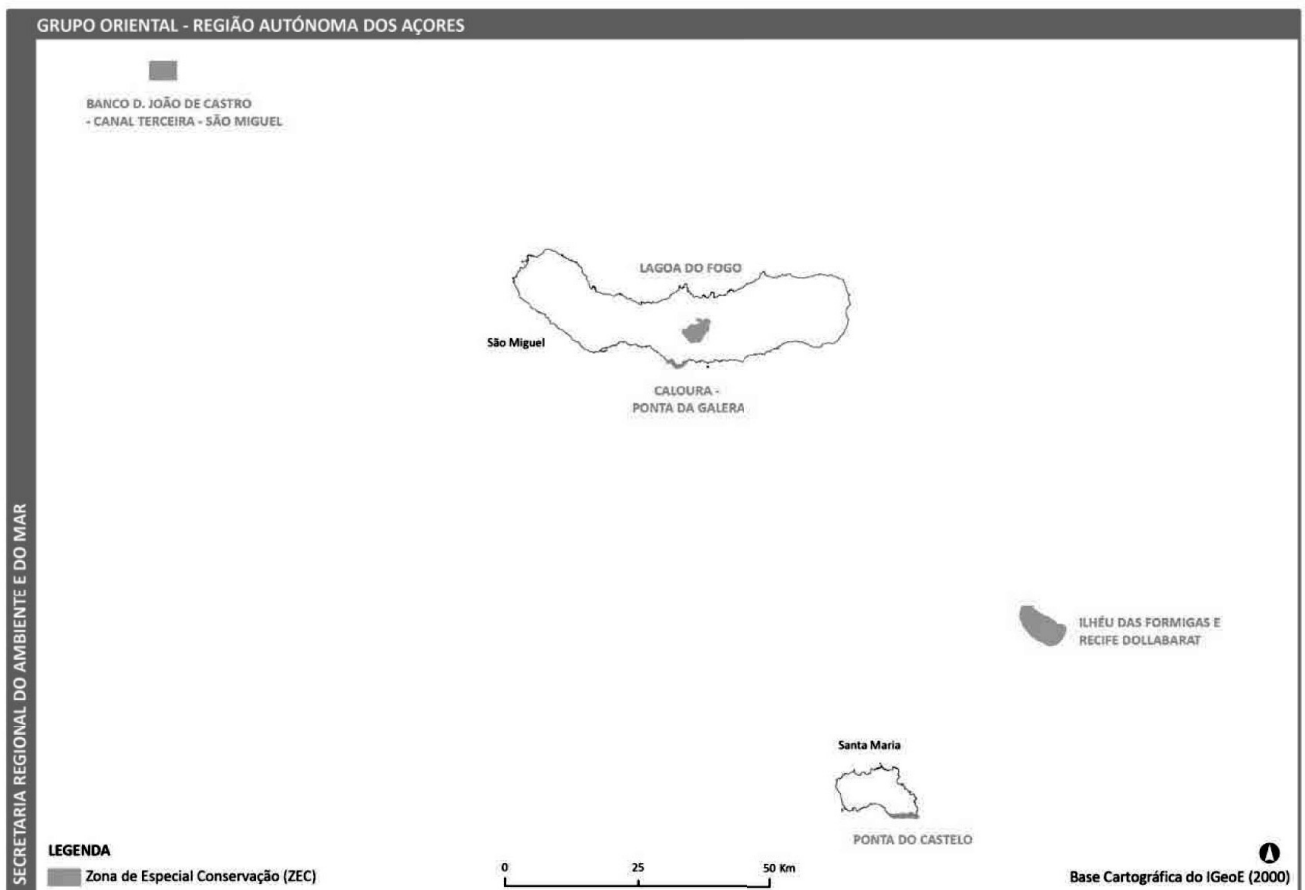 GRUPO ORIENTAL - REGIÃO AUTÓNOMA DOS AÇORES
BANCO D. JOÃO DE CASTRO
- CANAL TERCEIRA - SÃO MIGUEL
LAGOA DO FOGO
São Miguel
CALOURA -
PONTA DA GALERA
ILHÉU DAS FORMIGAS E
RECIFE DOLLABARAT
Santa Maria
PONTA DO CASTELO
SECRETARIA REGIONAL DO AMBIENTE E DO MAR
LEGENDA
Zona de Especial Conservação (ZEC)
0 25 50 Km
Base Cartográfica do IGeoE (2000)